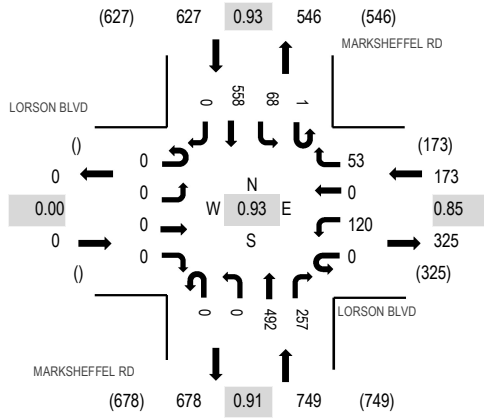 (627) 627 0.93 546 (546)
MARKSHEFFEL RD
LORSON BLVD
0 558 68 1
() (173)
0 0 53 173
N
0.00 0 W 0.93 E 0 0.85
0 0 S 120 325
() 0 0 (325)
0 0 492 257
LORSON BLVD
MARKSHEFFEL RD
(678) 678 0.91 749 (749)